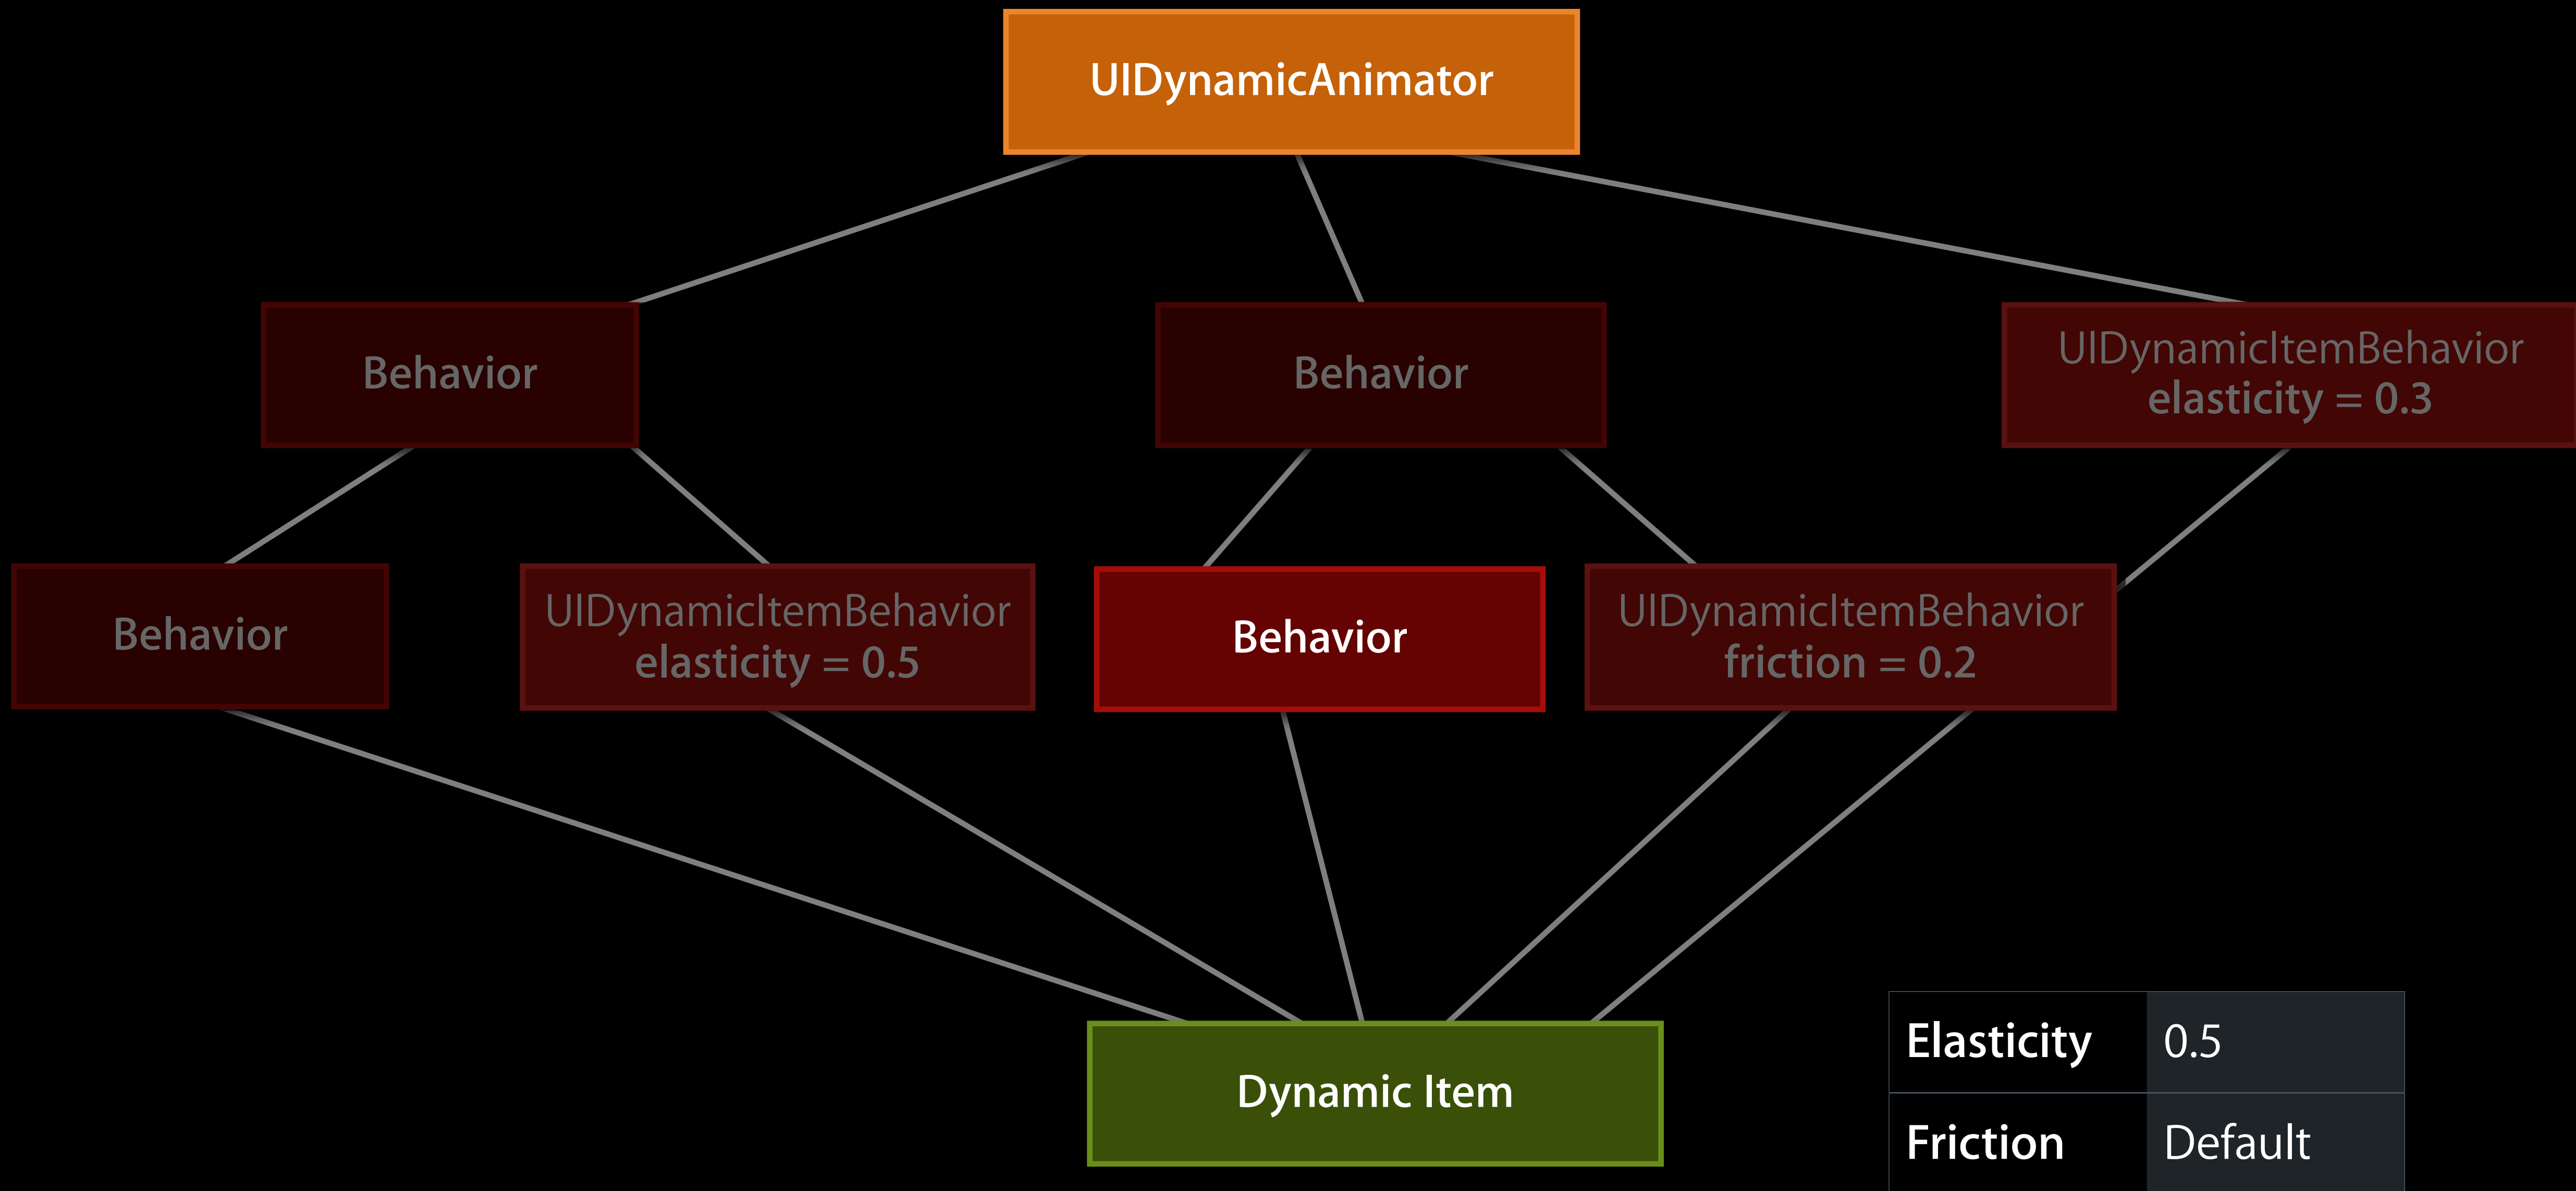 UIDynamicAnimator
Behavior
Behavior
UIDynamicItemBehavior
elasticity = 0.3
Behavior
UIDynamicItemBehavior
elasticity = 0.5
Behavior
UIDynamicItemBehavior
friction = 0.2
Dynamic Item
Elasticity 0.5
Friction Default